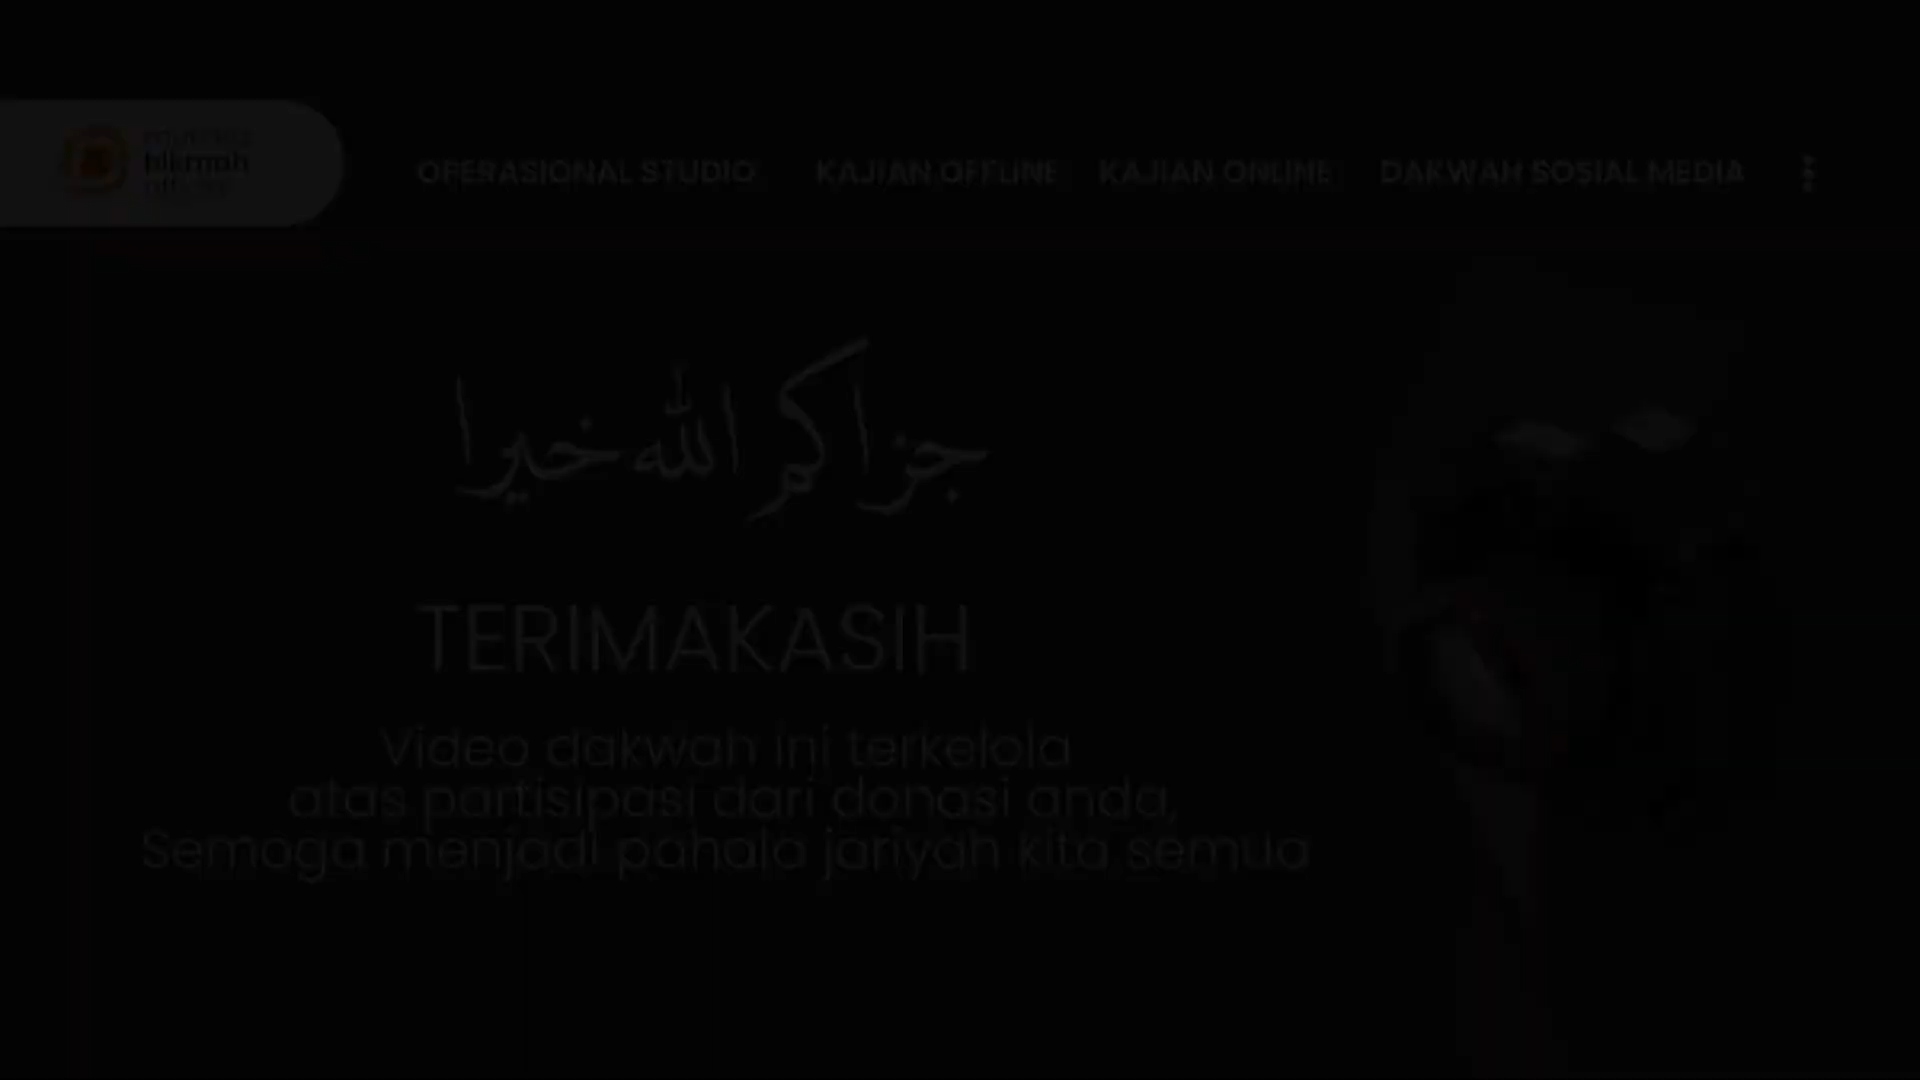 hikmah
OPERASIONAL STUDIO KAJIAN OFFLINE KAJIAN ONLINE DAKWAH SOSIAL MEDIA
جزاكم الله خيرا
TERIMAKASIH
Video dakwah ini terkelola
atas partisipasi dari donasi anda,
Semoga menjadi pahala jariyah kita semua